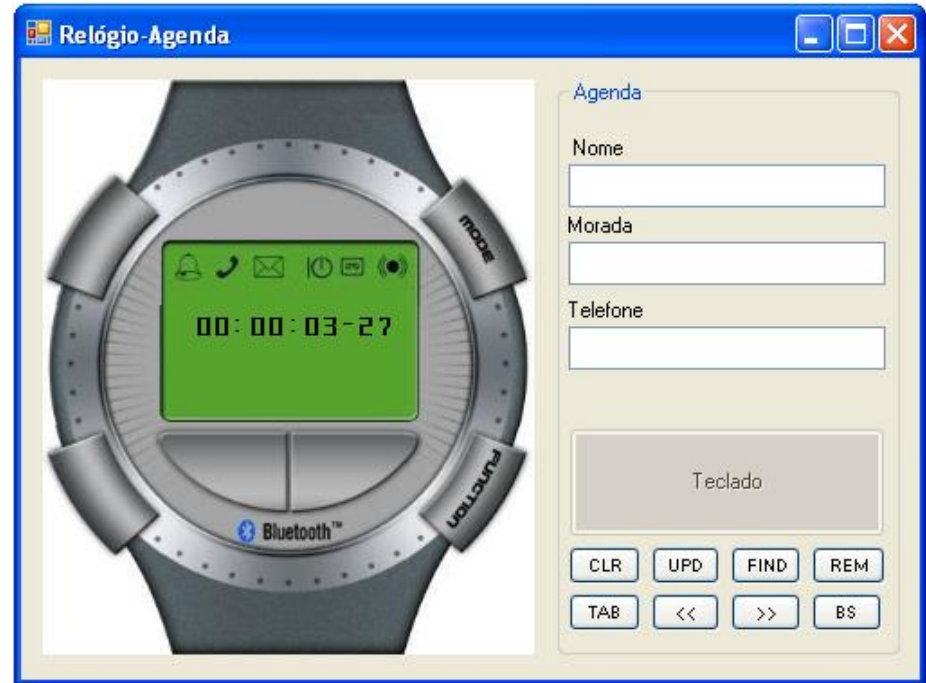 Relógio-Agenda
MODE
00:00:03-27
FUNCTION
Bluetooth™
Agenda
Nome
Morada
Telefone
Teclado
CLR UPD FIND REM
TAB << >> BS